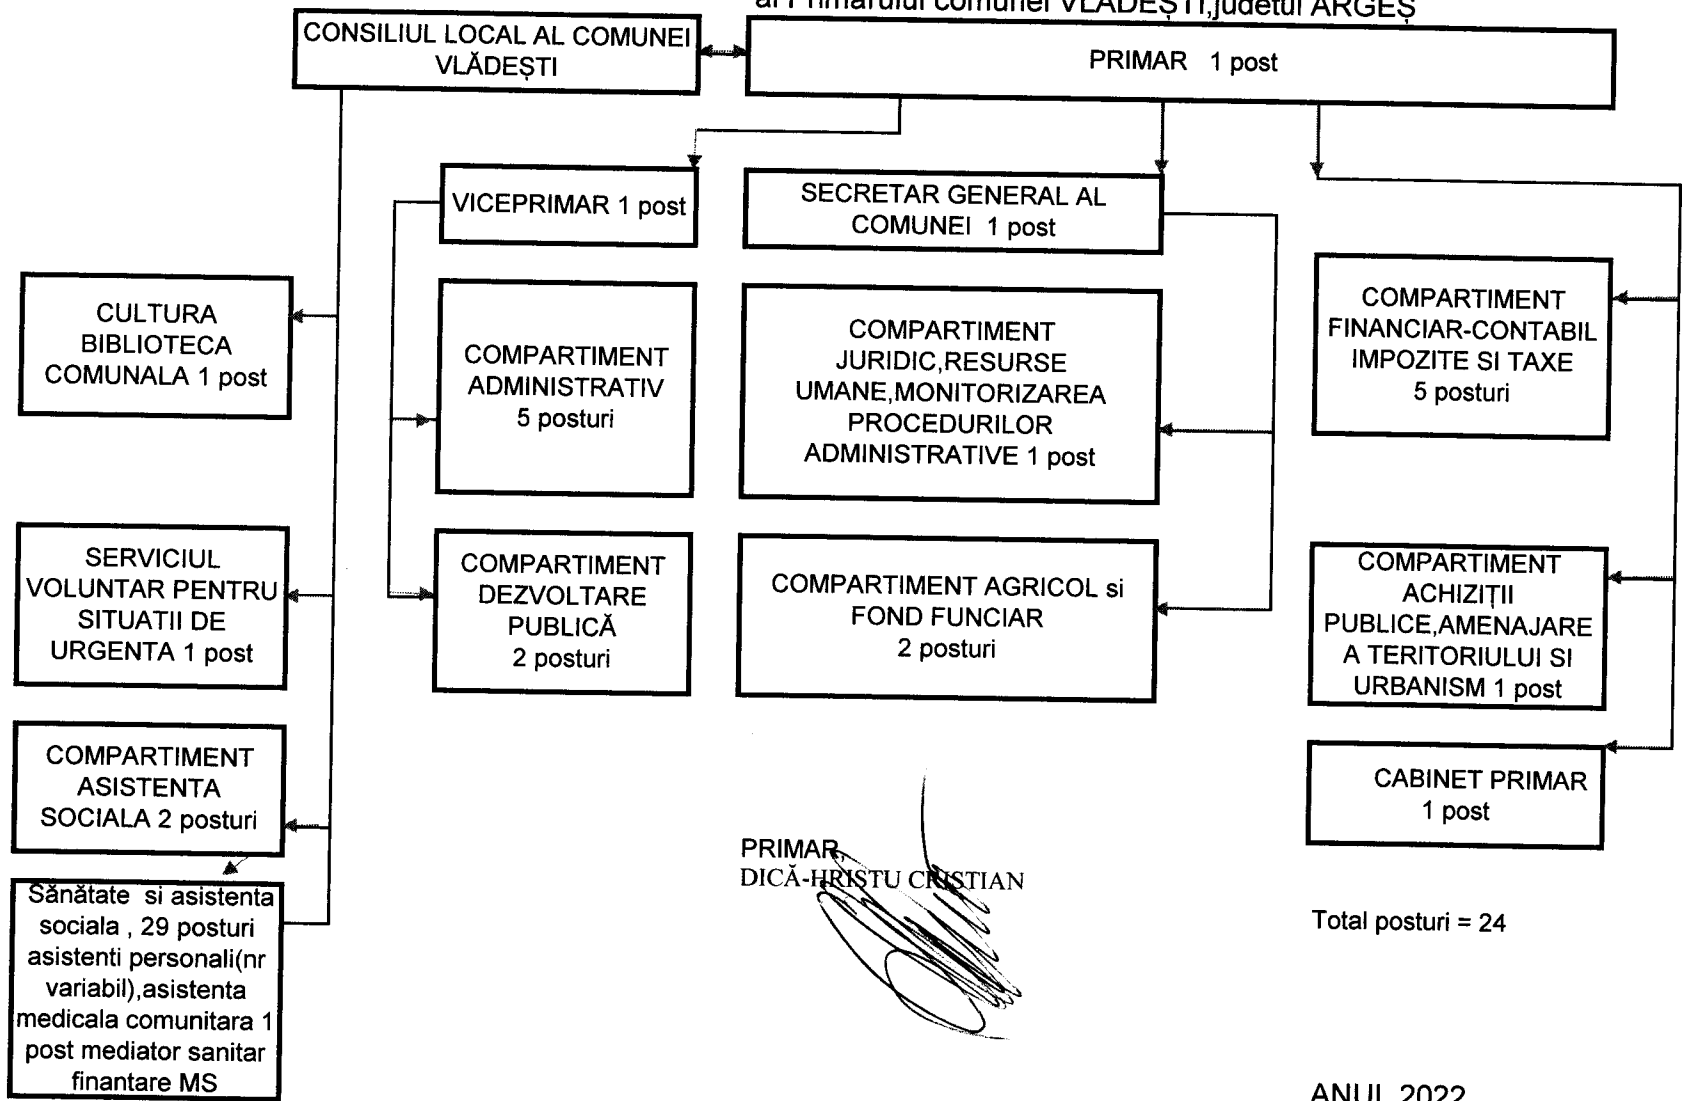 al Primarului comunei VLĂDEȘTI,judetul ARGEȘ
CONSILIUL LOCAL AL COMUNEI
VLĂDEȘTI
PRIMAR 1 post
VICEPRIMAR 1 post
SECRETAR GENERAL AL
COMUNEI 1 post
CULTURA
BIBLIOTECA
COMUNALA 1 post
COMPARTIMENT
ADMINISTRATIV
5 posturi
COMPARTIMENT
JURIDIC,RESURSE
UMANE,MONITORIZAREA
PROCEDURILOR
ADMINISTRATIVE 1 post
COMPARTIMENT
FINANCIAR-CONTABIL
IMPOZITE SI TAXE
5 posturi
SERVICIUL
VOLUNTAR PENTRU
SITUATII DE
URGENTA 1 post
COMPARTIMENT
DEZVOLTARE
PUBLICĂ
2 posturi
COMPARTIMENT AGRICOL si
FOND FUNCIAR
2 posturi
COMPARTIMENT
ACHIZIȚII
PUBLICE,AMENAJARE
A TERITORIULUI SI
URBANISM 1 post
COMPARTIMENT
ASISTENTA
SOCIALA 2 posturi
CABINET PRIMAR
1 post
Sănătate si asistenta
sociala , 29 posturi
asistenti personali(nr
variabil),asistenta
medicala comunitara 1
post mediator sanitar
finantare MS
PRIMAR,
DICĂ-HRISTU CRISTIAN
Total posturi = 24
ANUL 2022